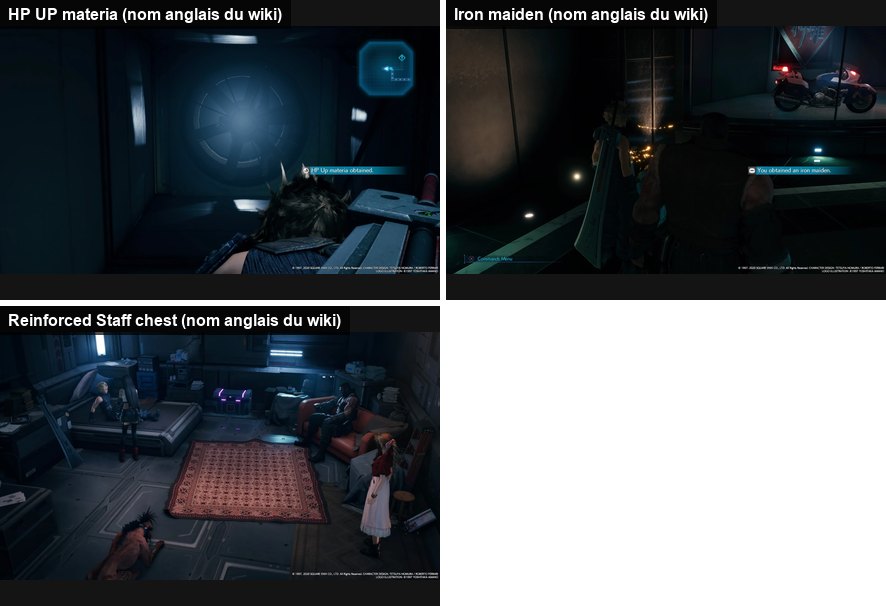 HP UP materia (nom anglais du wiki)
HP Up materia obtained.
Iron maiden (nom anglais du wiki)
You obtained an iron maiden.
Commands Menu
Reinforced Staff chest (nom anglais du wiki)